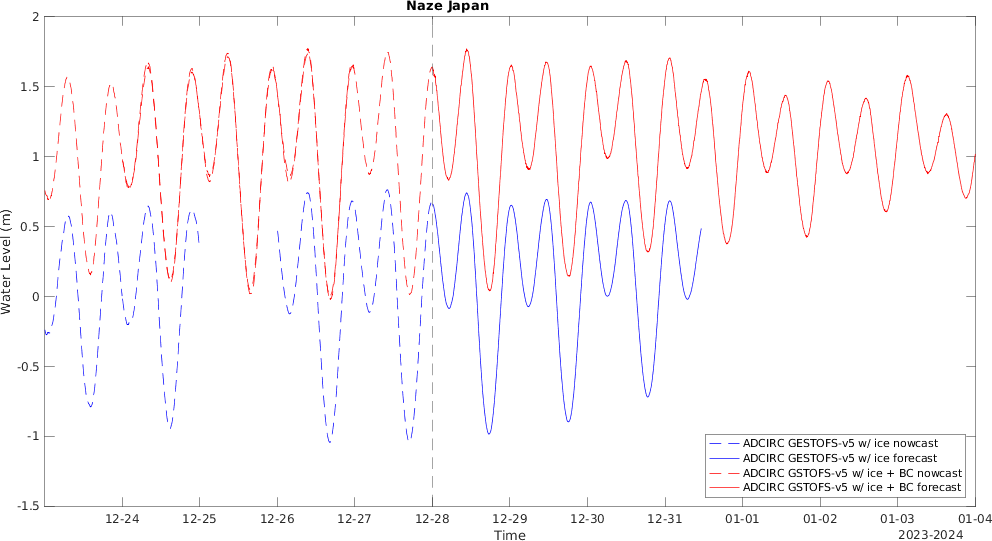 Naze Japan
2
1.5
1
0.5
0
-0.5
-1
-1.5
Water Level (m)
12-24 12-25 12-26 12-27 12-28 12-29 12-30 12-31 01-01 01-02 01-03 01-04
Time
2023-2024
ADCIRC GESTOFS-v5 w/ ice nowcast
ADCIRC GESTOFS-v5 w/ ice forecast
ADCIRC GSTOFS-v5 w/ ice + BC nowcast
ADCIRC GSTOFS-v5 w/ ice + BC forecast